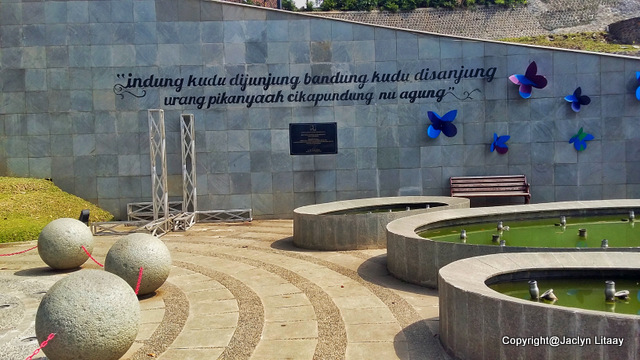 "indung kudu dijunjung bandung kudu disanjung
urang pikanyaah cikapundung nu agung"
Copyright@Jaclyn Litaay